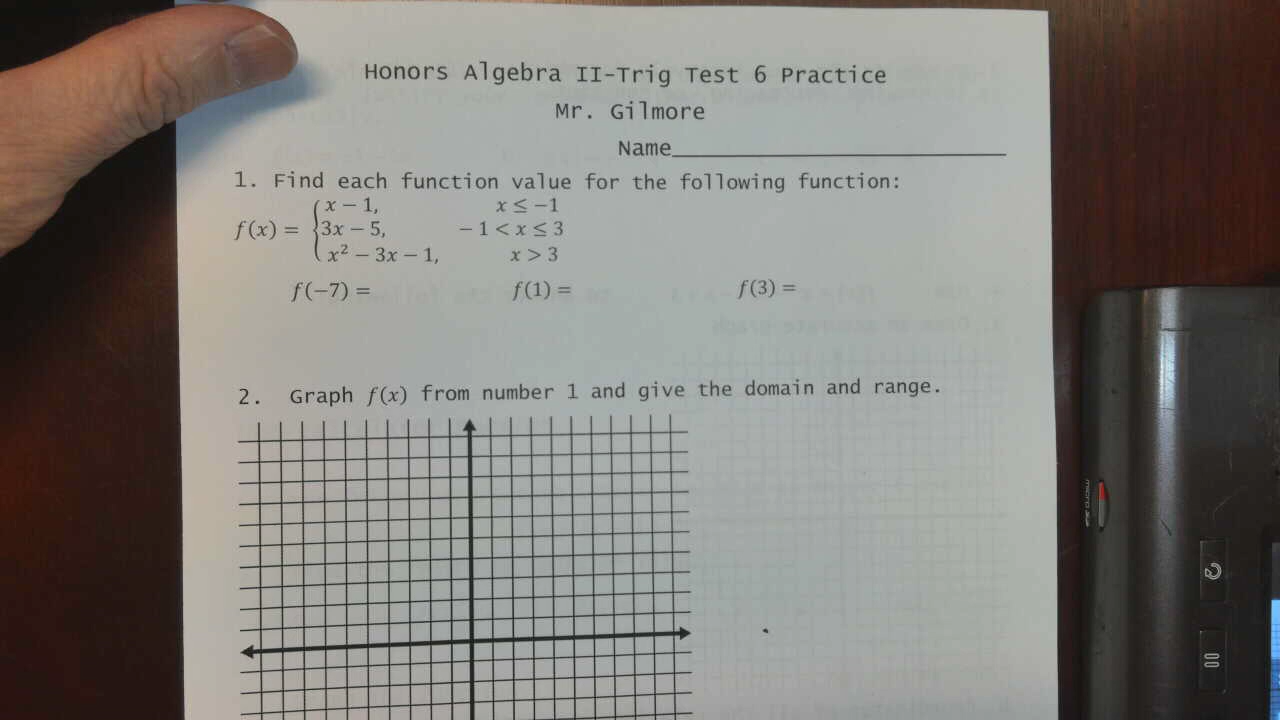 Honors Algebra II-Trig Test 6 Practice
Mr. Gilmore
Name
1. Find each function value for the following function:
x − 1, x ≤ −1
f(x) = {3x − 5, − 1 < x ≤ 3
x² − 3x − 1, x > 3
f(−7) = f(1) = f(3) =
2. Graph f(x) from number 1 and give the domain and range.
micro